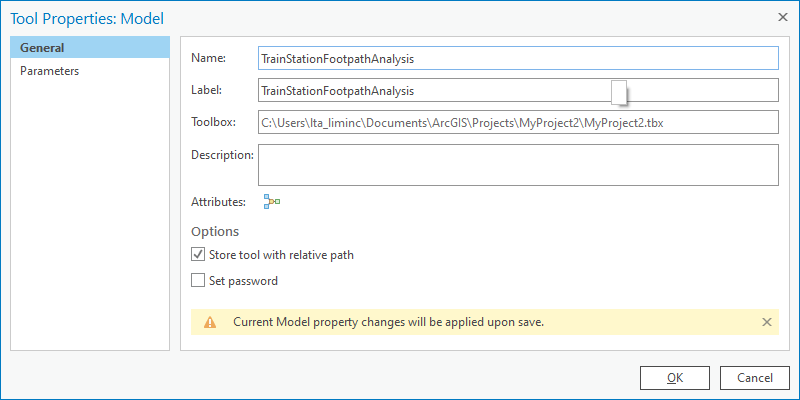 Tool Properties: Model
General
Parameters
Name:
TrainStationFootpathAnalysis
Label:
TrainStationFootpathAnalysis
Toolbox:
C:\Users\lta_liminc\Documents\ArcGIS\Projects\MyProject2\MyProject2.tbx
Description:
Attributes:
Options
Store tool with relative path
Set password
Current Model property changes will be applied upon save.
OK
Cancel